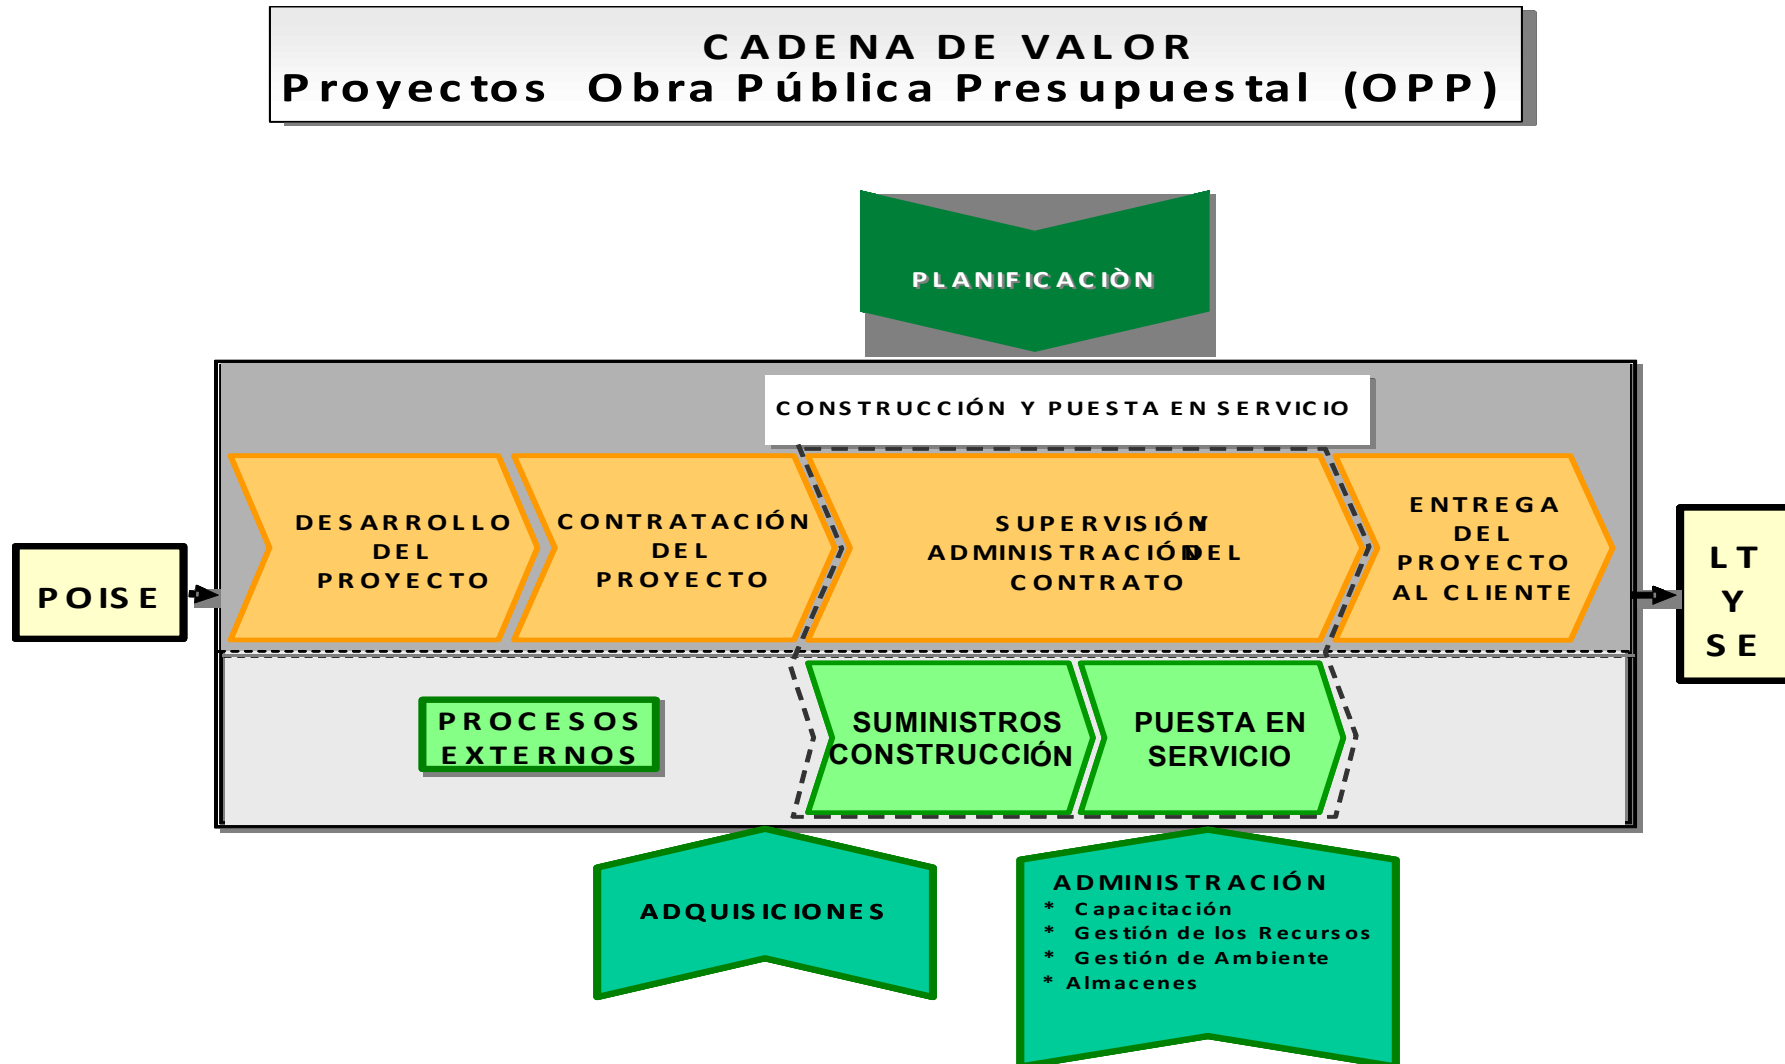 CADENA DE VALOR
Proyectos Obra Pública Presupuestal (OPP)
PLANIFICACIÒN
CONSTRUCCIÓN Y PUESTA EN SERVICIO
DESARROLLO
DEL
PROYECTO
CONTRATACIÓN
DEL
PROYECTO
SUPERVISIÓN Y
ADMINISTRACIÓN DEL
CONTRATO
ENTREGA
DEL
PROYECTO
AL CLIENTE
POISE
LT
Y
SE
PROCESOS
EXTERNOS
SUMINISTROS
CONSTRUCCIÓN
PUESTA EN
SERVICIO
ADQUISICIONES
ADMINISTRACIÓN
* Capacitación
* Gestión de los Recursos
* Gestión de Ambiente
* Almacenes